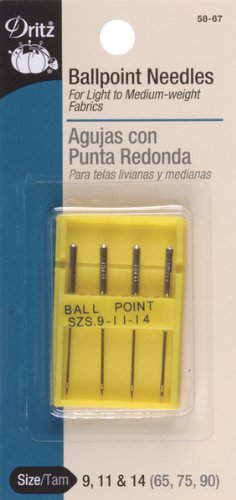 58-67
Dritz
Ballpoint Needles
For Light to Medium-weight
Fabrics
Agujas con
Punta Redonda
Para telas livianas y medianas
BALL POINT
SZS.9-11-14
Size/Tam 9, 11 & 14 (65, 75, 90)